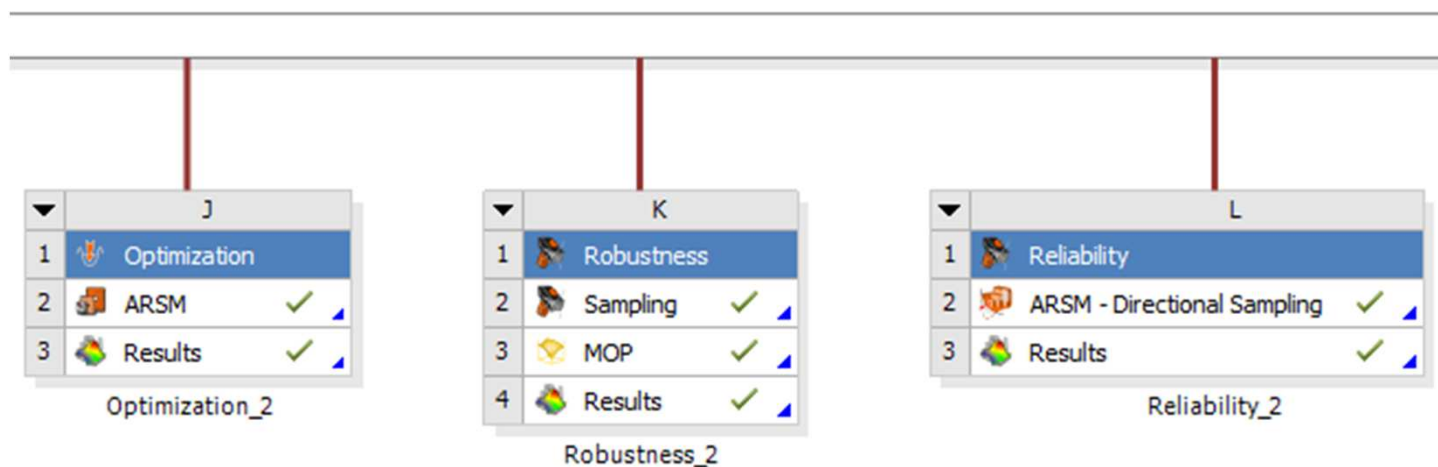 J
1 Optimization
2 ARSM
3 Results
Optimization_2
K
1 Robustness
2 Sampling
3 MOP
4 Results
Robustness_2
L
1 Reliability
2 ARSM - Directional Sampling
3 Results
Reliability_2